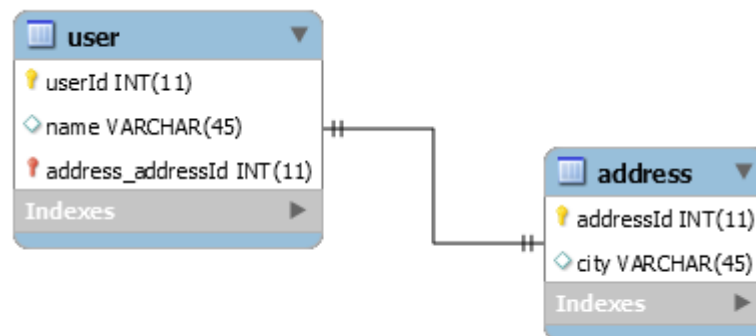 user
userId INT(11)
name VARCHAR(45)
address_addressId INT(11)
Indexes
address
addressId INT(11)
city VARCHAR(45)
Indexes